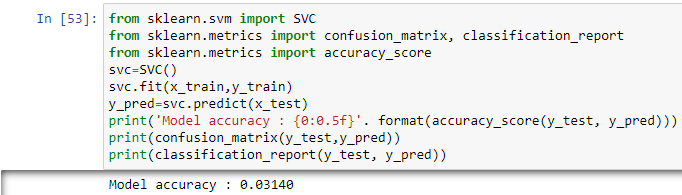 In [53]: from sklearn.svm import SVC
from sklearn.metrics import confusion_matrix, classification_report
from sklearn.metrics import accuracy_score
svc=SVC()
svc.fit(x_train,y_train)
y_pred=svc.predict(x_test)
print('Model accuracy : {0:0.5f}'. format(accuracy_score(y_test, y_pred)))
print(confusion_matrix(y_test,y_pred))
print(classification_report(y_test, y_pred))
Model accuracy : 0.03140